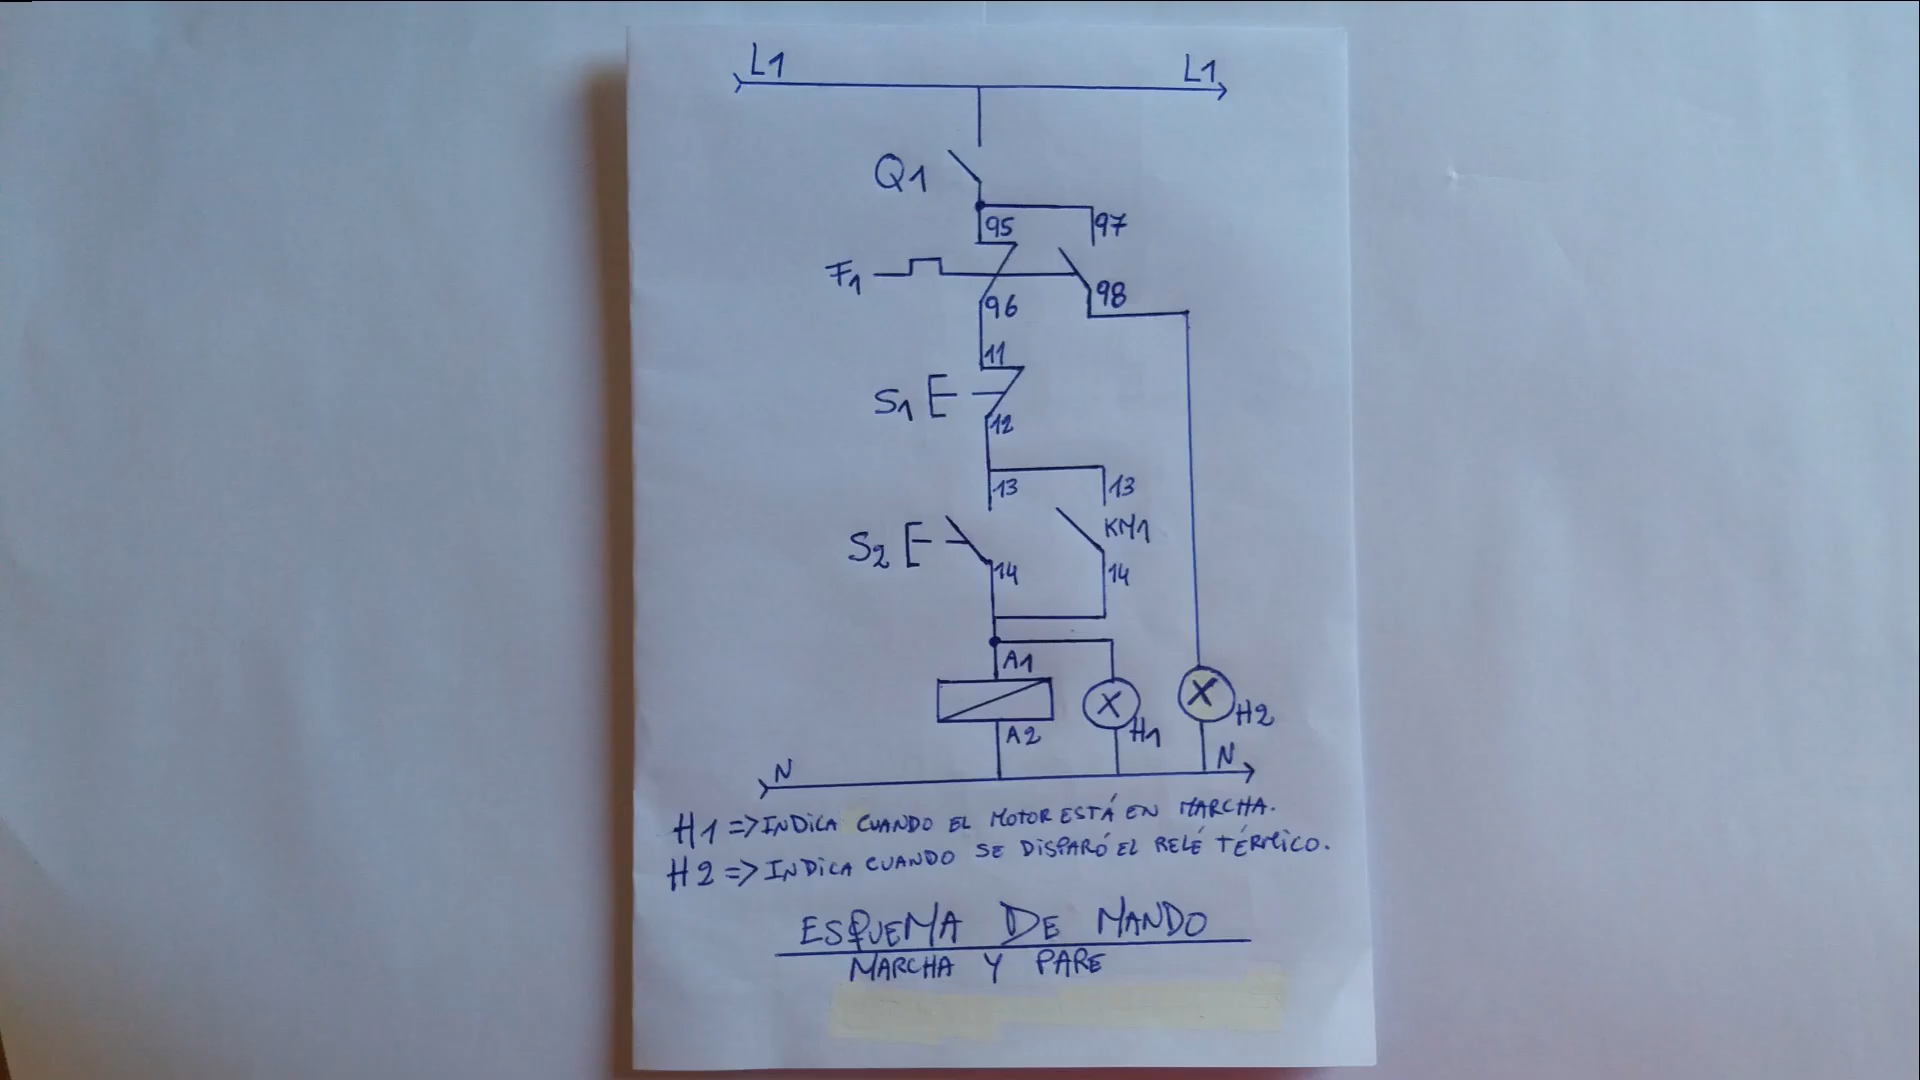 L1 L1
Q1
95 97
F1
96 98
11
S1
12
13 13
S2 KM1
14 14
A1
A2 H1 H2
N N
H1 => INDICA CUANDO EL MOTOR ESTÁ EN MARCHA.
H2 => INDICA CUANDO SE DISPARÓ EL RELÉ TÉRMICO.
ESQUEMA DE MANDO
MARCHA Y PARE